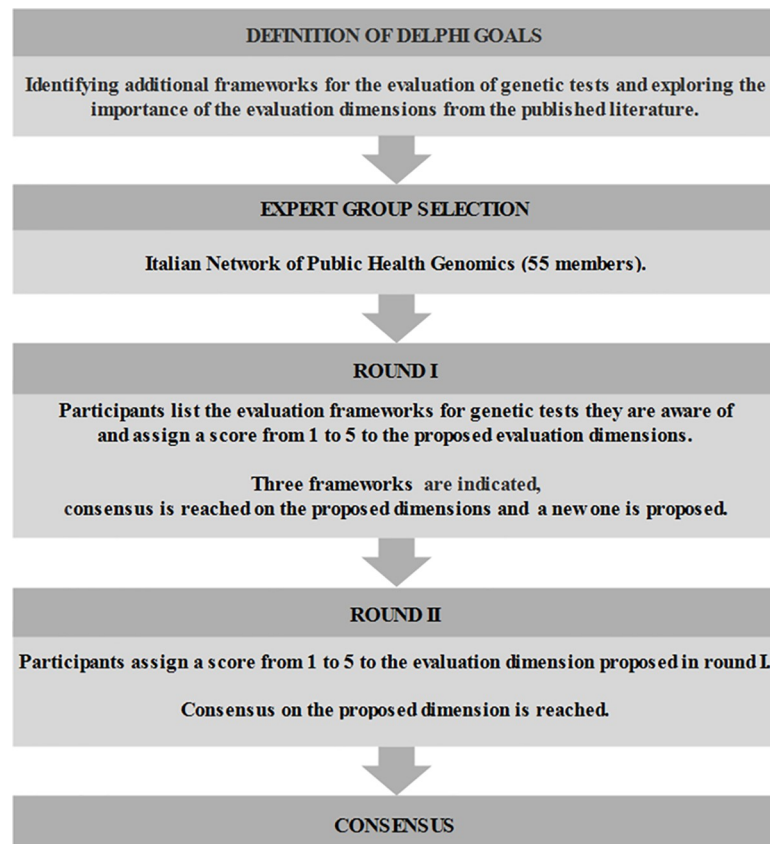 DEFINITION OF DELPHI GOALS
Identifying additional frameworks for the evaluation of genetic tests and exploring the
importance of the evaluation dimensions from the published literature.
EXPERT GROUP SELECTION
Italian Network of Public Health Genomics (55 members).
ROUND I
Participants list the evaluation frameworks for genetic tests they are aware of
and assign a score from 1 to 5 to the proposed evaluation dimensions.
Three frameworks are indicated,
consensus is reached on the proposed dimensions and a new one is proposed.
ROUND II
Participants assign a score from 1 to 5 to the evaluation dimension proposed in round I.
Consensus on the proposed dimension is reached.
CONSENSUS